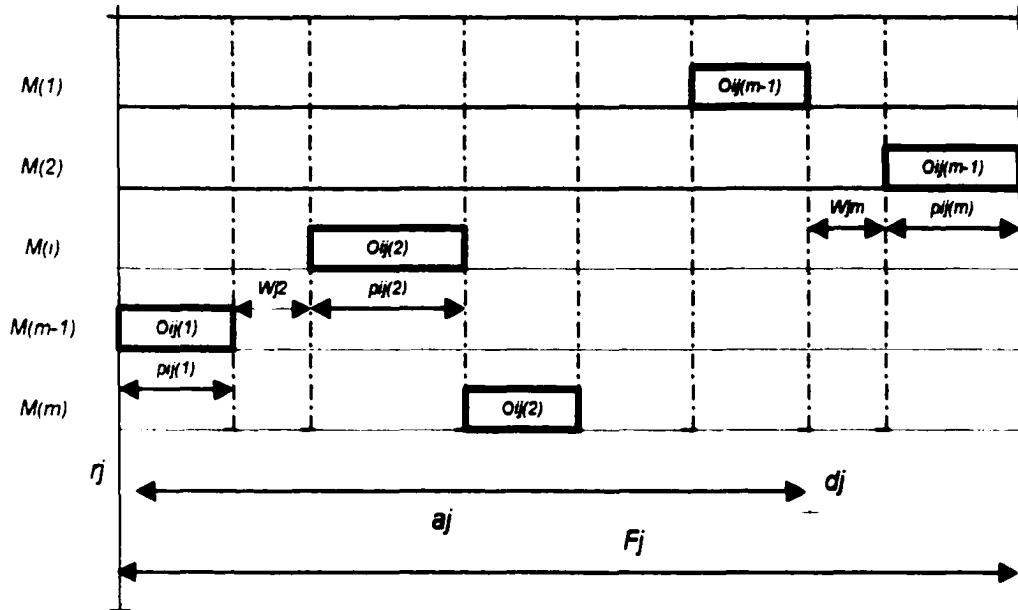 M(1) Oij(m-1)
M(2) Oij(m-1)
Wjm pij(m)
M(i) Oij(2)
Wj2 pij(2)
M(m-1) Oij(1)
pij(1)
M(m) Oij(2)
rj
dj
aj
Fj